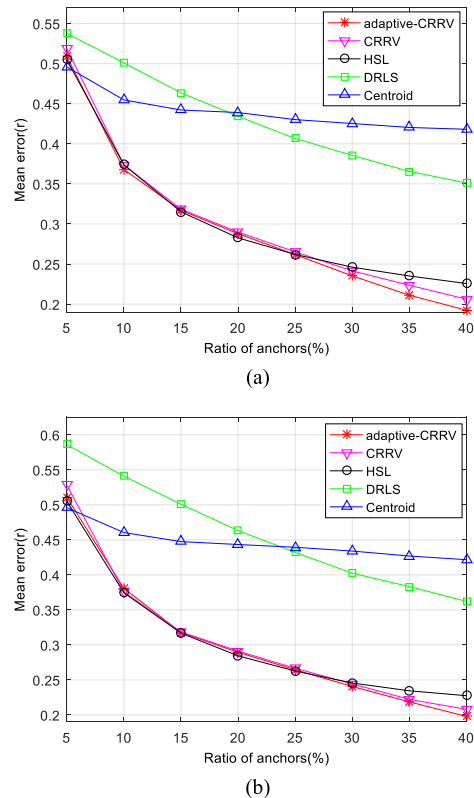 0.55
0.5
0.45
0.4
0.35
0.3
0.25
0.2
Mean error(r)
adaptive-CRRV
CRRV
HSL
DRLS
Centroid
5 10 15 20 25 30 35 40
Ratio of anchors(%)
(a)
0.6
0.55
0.5
0.45
0.4
0.35
0.3
0.25
0.2
Mean error(r)
adaptive-CRRV
CRRV
HSL
DRLS
Centroid
5 10 15 20 25 30 35 40
Ratio of anchors(%)
(b)